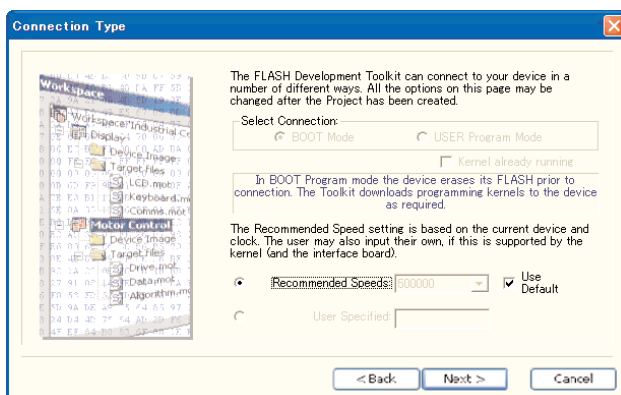 Connection Type
The FLASH Development Toolkit can connect to your device in a
number of different ways. All the options on this page may be
changed after the Project has been created.
Select Connection:
BOOT Mode
USER Program Mode
Kernel already running
In BOOT Program mode the device erases its FLASH prior to
connection. The Toolkit downloads programming kernels to the device
as required.
The Recommended Speed setting is based on the current device and
clock. The user may also input their own, if this is supported by the
kernel (and the interface board).
Recommended Speeds:
500000
Use
Default
User Specified:
< Back
Next >
Cancel
Workspace
Workspace "Industrial Co
Display
Device Image
Target files
LCD.mot
Keyboard.m
Comms.mot
Motor Control
Device Image
Target files
Drive.mot
Data.mot
Algorithm.mo